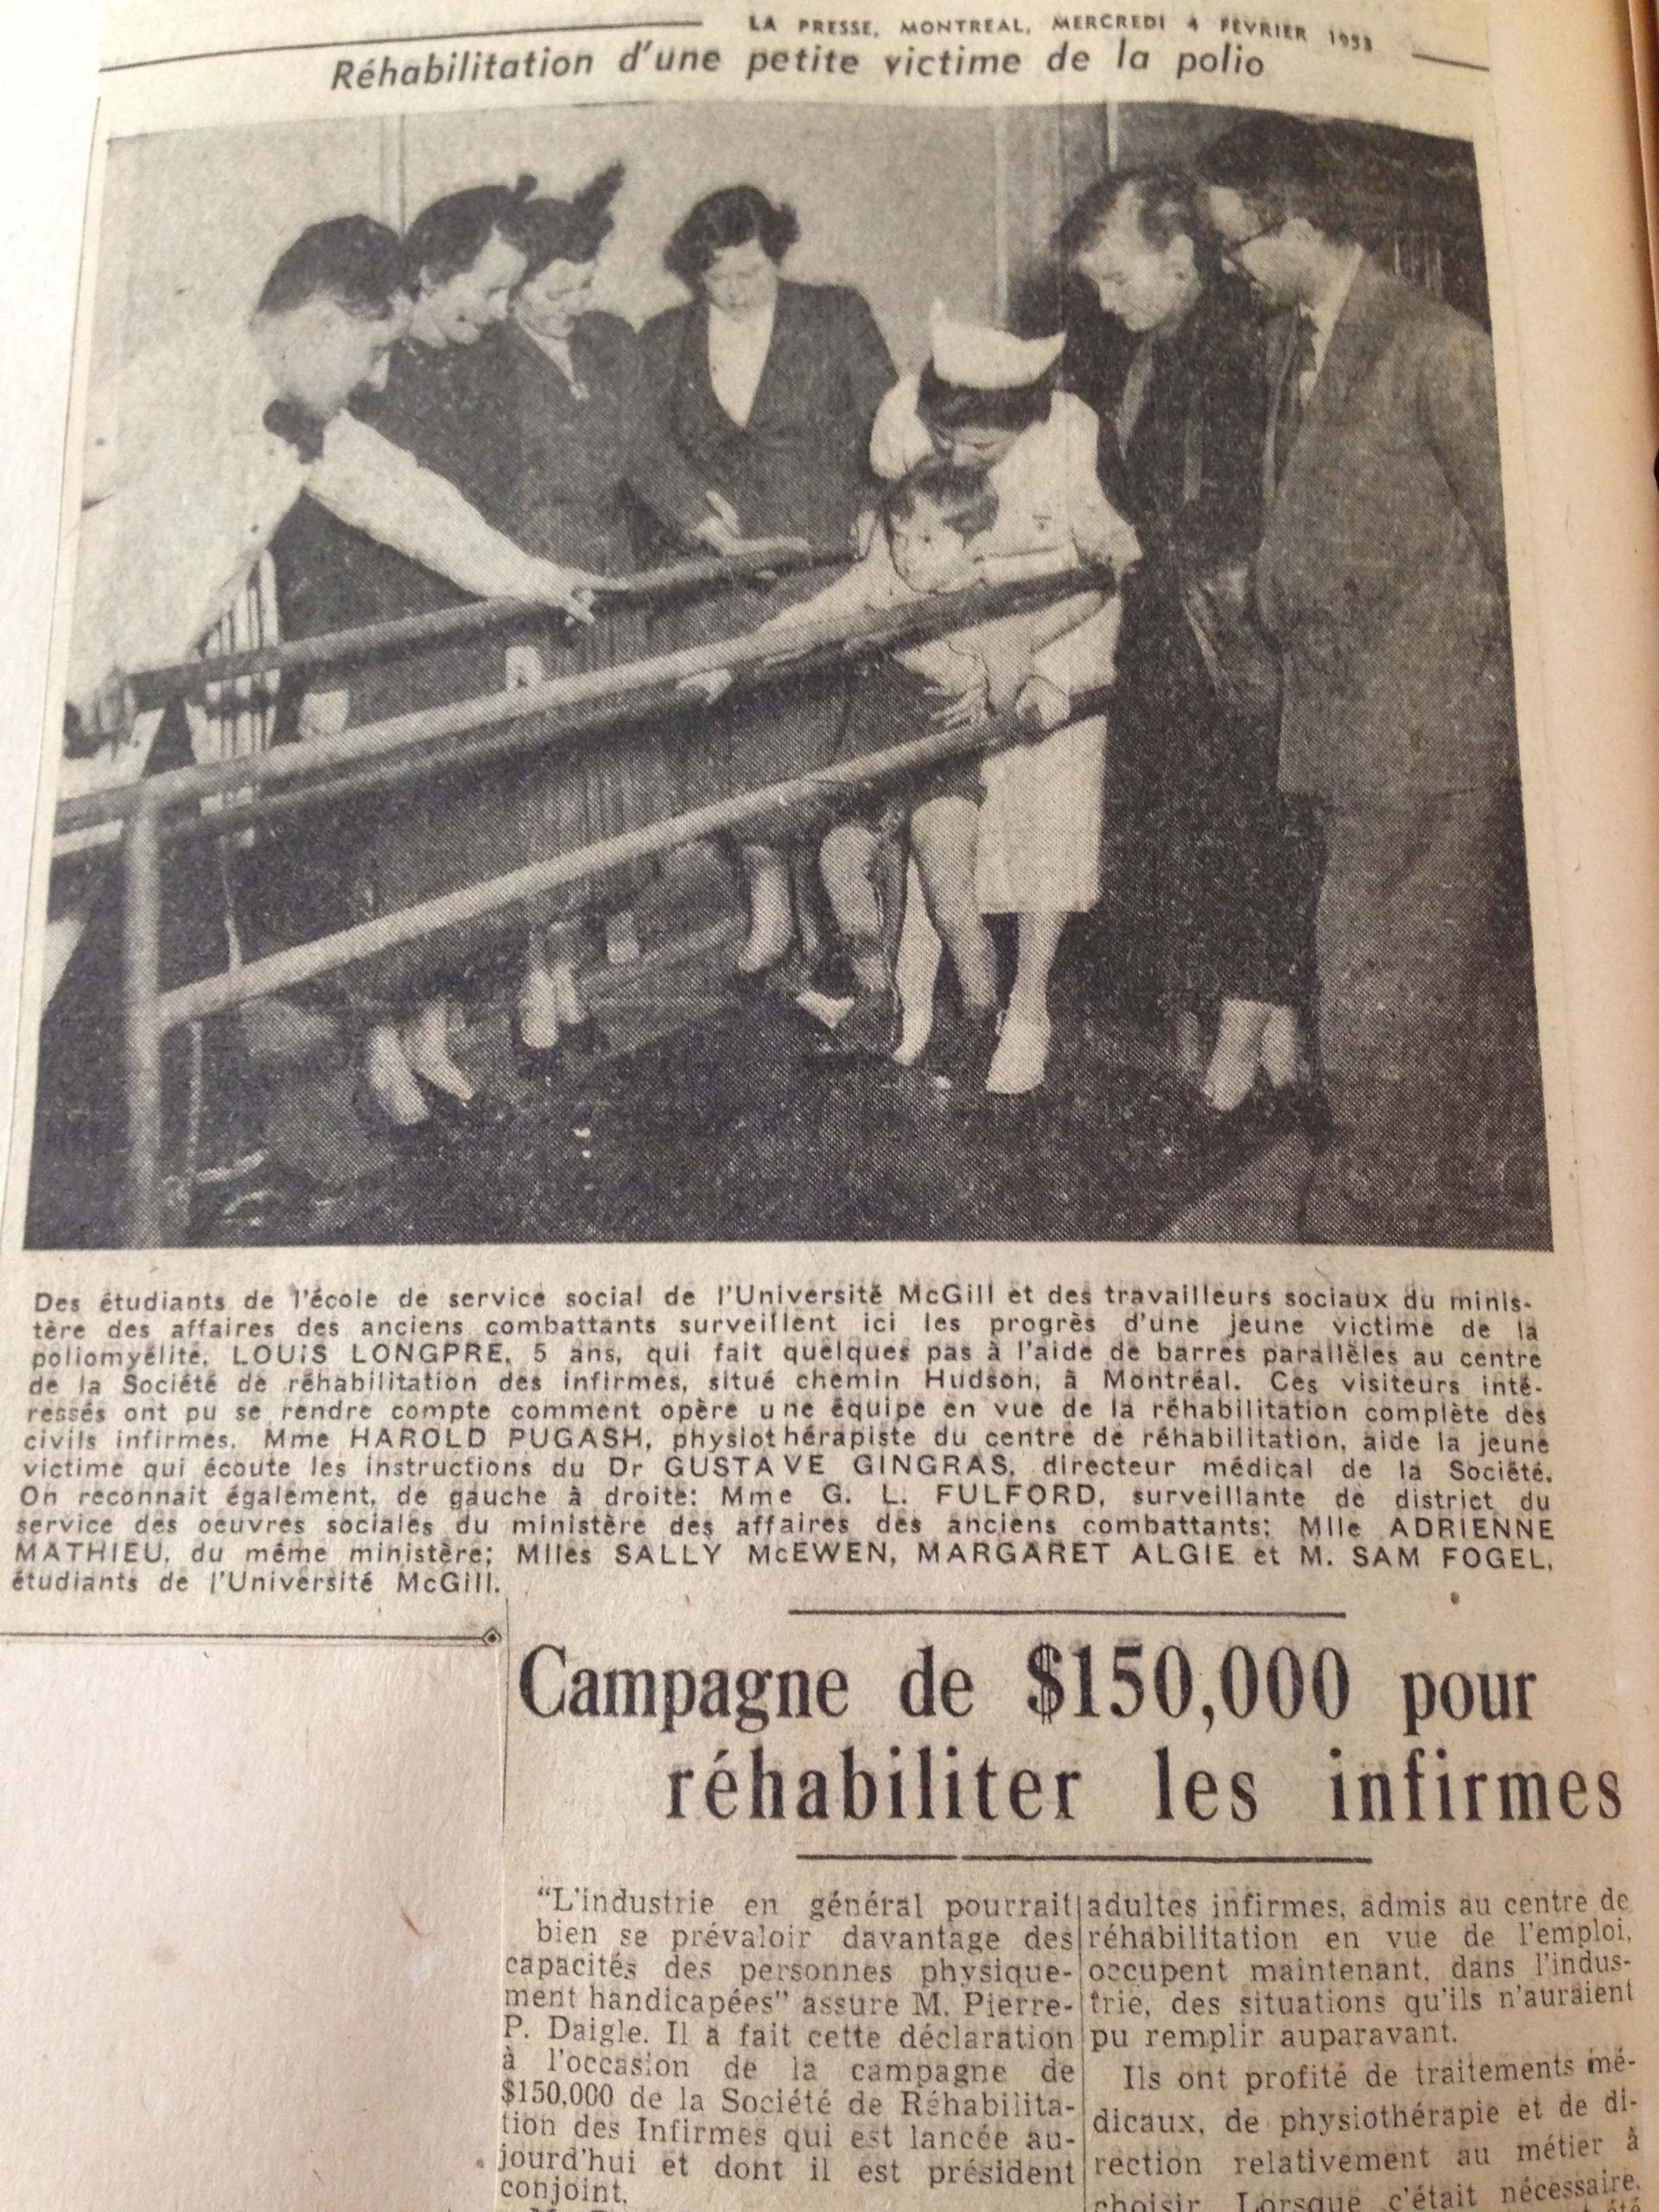 LA PRESSE, MONTREAL, MERCREDI 4 FEVRIER 1953
Réhabilitation d'une petite victime de la polio
Des étudiants de l'école de service social de l'Université McGill et des travailleurs sociaux du minis-
tère des affaires des anciens combattants surveillent ici les progrès d'une jeune victime de la
poliomyélite, LOUIS LONGPRE, 5 ans, qui fait quelques pas à l'aide de barres parallèles au centre
de la Société de réhabilitation des infirmes, situé chemin Hudson, à Montréal. Ces visiteurs inté-
ressés ont pu se rendre compte comment opère une équipe en vue de la réhabilitation complète des
civils infirmes. Mme HAROLD PUGASH, physiothérapiste du centre de réhabilitation, aide la jeune
victime qui écoute les instructions du Dr GUSTAVE GINGRAS, directeur médical de la Société.
On reconnait également, de gauche à droite: Mme G. L. FULFORD, surveillante de district du
service des oeuvres sociales du ministère des affaires des anciens combattants; Mlle ADRIENNE
MATHIEU, du même ministère; Mlles SALLY McEWEN, MARGARET ALGIE et M. SAM FOGEL,
étudiants de l'Université McGill.
Campagne de $150,000 pour
réhabiliter les infirmes
"L'industrie en général pourrait
bien se prévaloir davantage des
capacités des personnes physique-
ment handicapées" assure M. Pierre-
P. Daigle. Il a fait cette déclaration
à l'occasion de la campagne de
$150,000 de la Société de Réhabilita-
tion des Infirmes qui est lancée au-
jourd'hui et dont il est président
conjoint.
adultes infirmes, admis au centre de
réhabilitation en vue de l'emploi,
occupent maintenant, dans l'indus-
trie, des situations qu'ils n'auraient
pu remplir auparavant.
Ils ont profité de traitements mé-
dicaux, de physiothérapie et de di-
rection relativement au métier à
choisir. Lorsque c'était nécessaire,